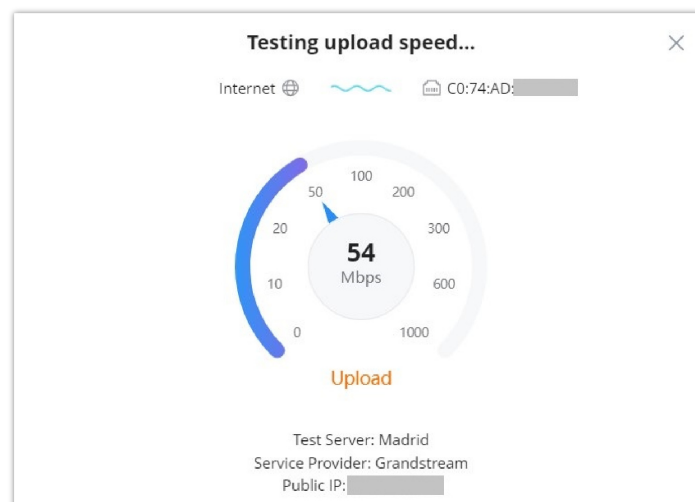 Testing upload speed...
Internet C0:74:AD:
100
50 200
20 300
54
Mbps
10 600
0 1000
Upload
Test Server: Madrid
Service Provider: Grandstream
Public IP: